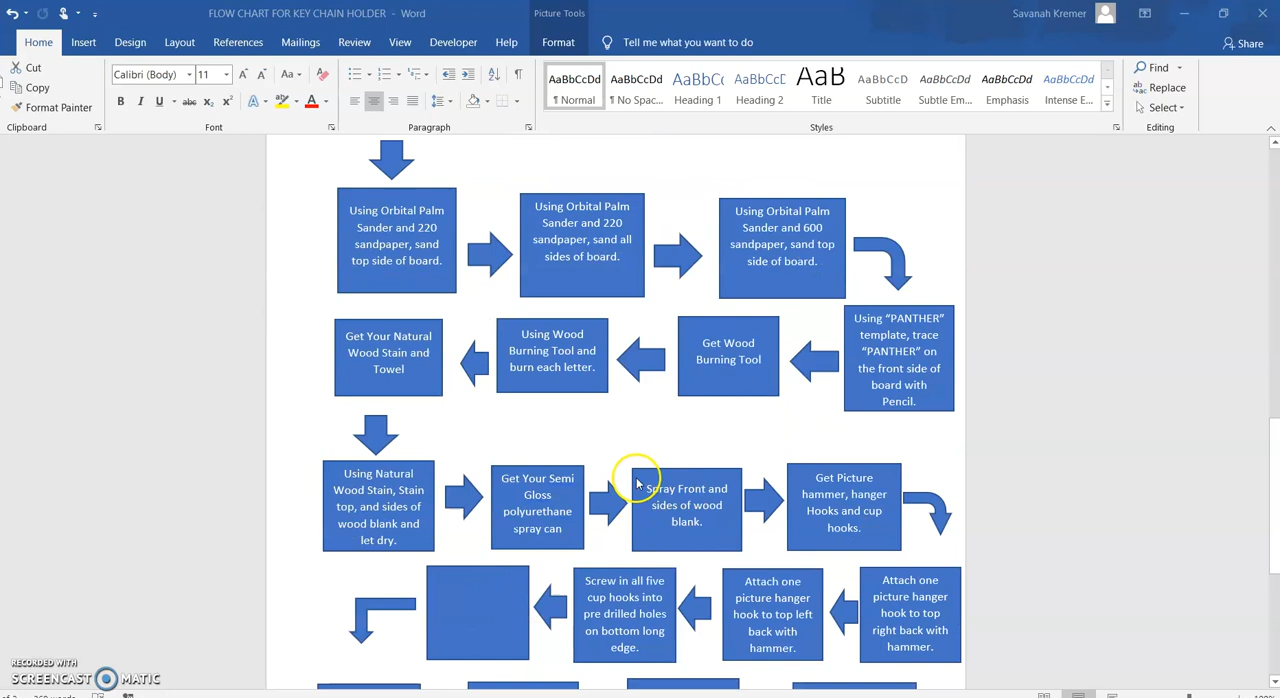 FLOW CHART FOR KEY CHAIN HOLDER - Word
Picture Tools
Savanah Kremer
Home
Insert
Design
Layout
References
Mailings
Review
View
Developer
Help
Format
Tell me what you want to do
Share
Cut
Copy
Format Painter
Clipboard
Calibri (Body)
11
Font
Paragraph
AaBbCcDd
¶ Normal
AaBbCcDd
¶ No Spac...
AaBbCc
Heading 1
AaBbCcD
Heading 2
AaB
Title
AaBbCcD
Subtitle
AaBbCcDd
Subtle Em...
AaBbCcDd
Emphasis
AaBbCcDd
Intense E...
Styles
Find
Replace
Select
Editing
Using Orbital Palm
Sander and 220
sandpaper, sand
top side of board.
Using Orbital Palm
Sander and 220
sandpaper, sand all
sides of board.
Using Orbital Palm
Sander and 600
sandpaper, sand top
side of board.
Using “PANTHER”
template, trace
“PANTHER” on
the front side of
board with
Pencil.
Get Wood
Burning Tool
Using Wood
Burning Tool and
burn each letter.
Get Your Natural
Wood Stain and
Towel
Using Natural
Wood Stain, Stain
top, and sides of
wood blank and
let dry.
Get Your Semi
Gloss
polyurethane
spray can
Spray Front and
sides of wood
blank.
Get Picture
hammer, hanger
Hooks and cup
hooks.
Attach one
picture hanger
hook to top
right back with
hammer.
Attach one
picture hanger
hook to top left
back with
hammer.
Screw in all five
cup hooks into
pre drilled holes
on bottom long
edge.
RECORDED WITH
SCREENCAST MATIC